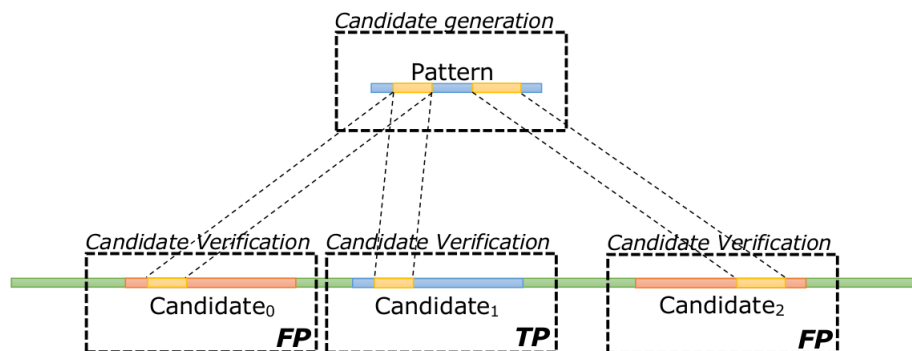 Candidate generation
Pattern
Candidate Verification
Candidate Verification
Candidate Verification
Candidate₀
Candidate₁
Candidate₂
FP
TP
FP